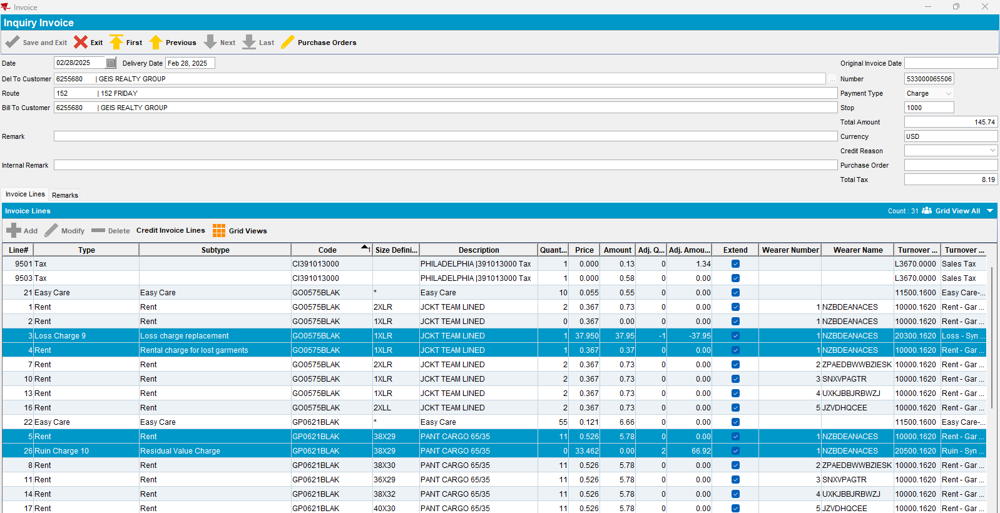 Invoice
Inquiry Invoice
Save and Exit Exit First Previous Next Last Purchase Orders
Date 02/28/2025 16 Delivery Date Feb 28, 2025 Original Invoice Date
Del To Customer 6255680 | GEIS REALTY GROUP ... Number 533000065506
Route 152 | 152 FRIDAY Payment Type Charge
Bill To Customer 6255680 | GEIS REALTY GROUP Stop 1000
Total Amount 145.74
Remark Currency USD
Credit Reason
Internal Remark Purchase Order
Total Tax 8.19
Invoice Lines Remarks
Invoice Lines Count : 31 Grid View All
Add Modify Delete Credit Invoice Lines Grid Views
Line# Type Subtype Code 1 Size Defini... Description Quant... Price Amount Adj. Q... Adj. Amou... Extend Wearer Number Wearer Name Turnover ... Turnover ...
9501 Tax CI391013000 PHILADELPHIA |391013000 Tax 1 0.000 0.13 0 1.34 L3670.0000 Sales Tax
9503 Tax CI391013000 PHILADELPHIA |391013000 Tax 1 0.000 0.58 0 0.00 L3670.0000 Sales Tax
21 Easy Care Easy Care GO0575BLAK * Easy Care 10 0.055 0.55 0 0.00 11500.1600 Easy Care-...
1 Rent Rent GO0575BLAK 2XLR JCKT TEAM LINED 2 0.367 0.73 0 0.00 1 NZBDEANACES 10000.1620 Rent - Gar ...
2 Rent Rent GO0575BLAK 1XLR JCKT TEAM LINED 0 0.367 0.00 0 0.00 1 NZBDEANACES 10000.1620 Rent - Gar ...
3 Loss Charge 9 Loss charge replacement GO0575BLAK 1XLR JCKT TEAM LINED 1 37.950 37.95 -1 -37.95 1 NZBDEANACES 20300.1620 Loss - Syn ...
4 Rent Rental charge for lost garments GO0575BLAK 1XLR JCKT TEAM LINED 1 0.367 0.37 0 0.00 1 NZBDEANACES 10000.1620 Rent - Gar ...
7 Rent Rent GO0575BLAK 2XLR JCKT TEAM LINED 2 0.367 0.73 0 0.00 2 ZPAEDBWWBZIESK 10000.1620 Rent - Gar ...
10 Rent Rent GO0575BLAK 1XLR JCKT TEAM LINED 2 0.367 0.73 0 0.00 3 SNXVPAGTR 10000.1620 Rent - Gar ...
13 Rent Rent GO0575BLAK 1XLR JCKT TEAM LINED 2 0.367 0.73 0 0.00 4 UXKJBBJRBWZJ 10000.1620 Rent - Gar ...
16 Rent Rent GO0575BLAK 2XLL JCKT TEAM LINED 2 0.367 0.73 0 0.00 5 JZVDHQCEE 10000.1620 Rent - Gar ...
22 Easy Care Easy Care GP0621BLAK * Easy Care 55 0.121 6.66 0 0.00 11500.1600 Easy Care-...
5 Rent Rent GP0621BLAK 38X29 PANT CARGO 65/35 11 0.526 5.78 0 0.00 1 NZBDEANACES 10000.1620 Rent - Gar ...
26 Ruin Charge 10 Residual Value Charge GP0621BLAK 38X29 PANT CARGO 65/35 0 33.462 0.00 2 66.92 1 NZBDEANACES 20500.1620 Ruin - Syn ...
8 Rent Rent GP0621BLAK 38X30 PANT CARGO 65/35 11 0.526 5.78 0 0.00 2 ZPAEDBWWBZIESK 10000.1620 Rent - Gar ...
11 Rent Rent GP0621BLAK 36X29 PANT CARGO 65/35 11 0.526 5.78 0 0.00 3 SNXVPAGTR 10000.1620 Rent - Gar ...
14 Rent Rent GP0621BLAK 38X32 PANT CARGO 65/35 11 0.526 5.78 0 0.00 4 UXKJBBJRBWZJ 10000.1620 Rent - Gar ...
17 Rent Rent GP0621BLAK 40X30 PANT CARGO 65/35 11 0.526 5.78 0 0.00 5 JZVDHQCEE 10000.1620 Rent - Gar ...